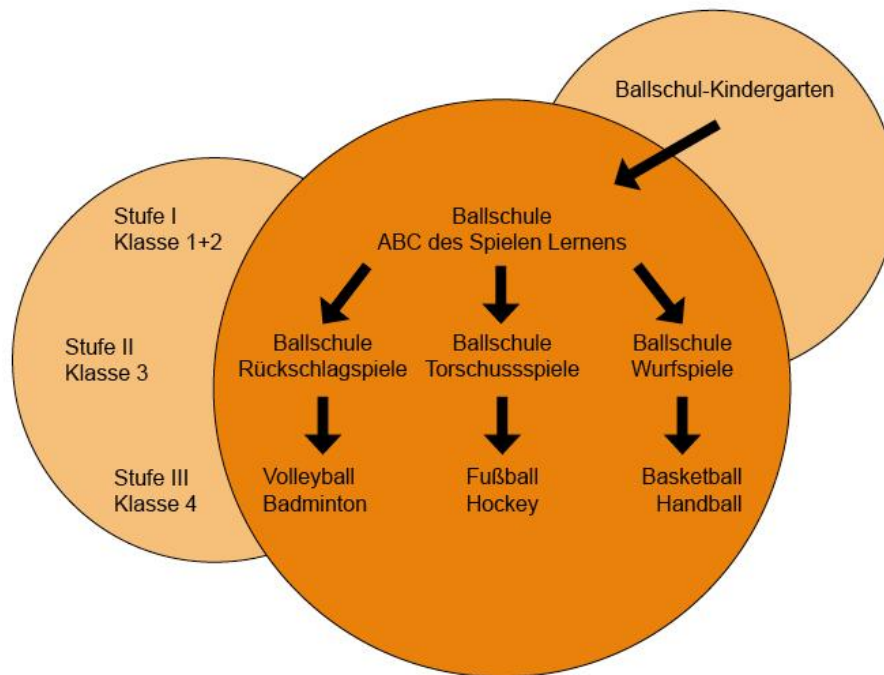 Ballschul-Kindergarten
Stufe I
Klasse 1+2
Ballschule
ABC des Spielen Lernens
Stufe II
Klasse 3
Ballschule
Rückschlagspiele
Ballschule
Torschussspiele
Ballschule
Wurfspiele
Stufe III
Klasse 4
Volleyball
Badminton
Fußball
Hockey
Basketball
Handball